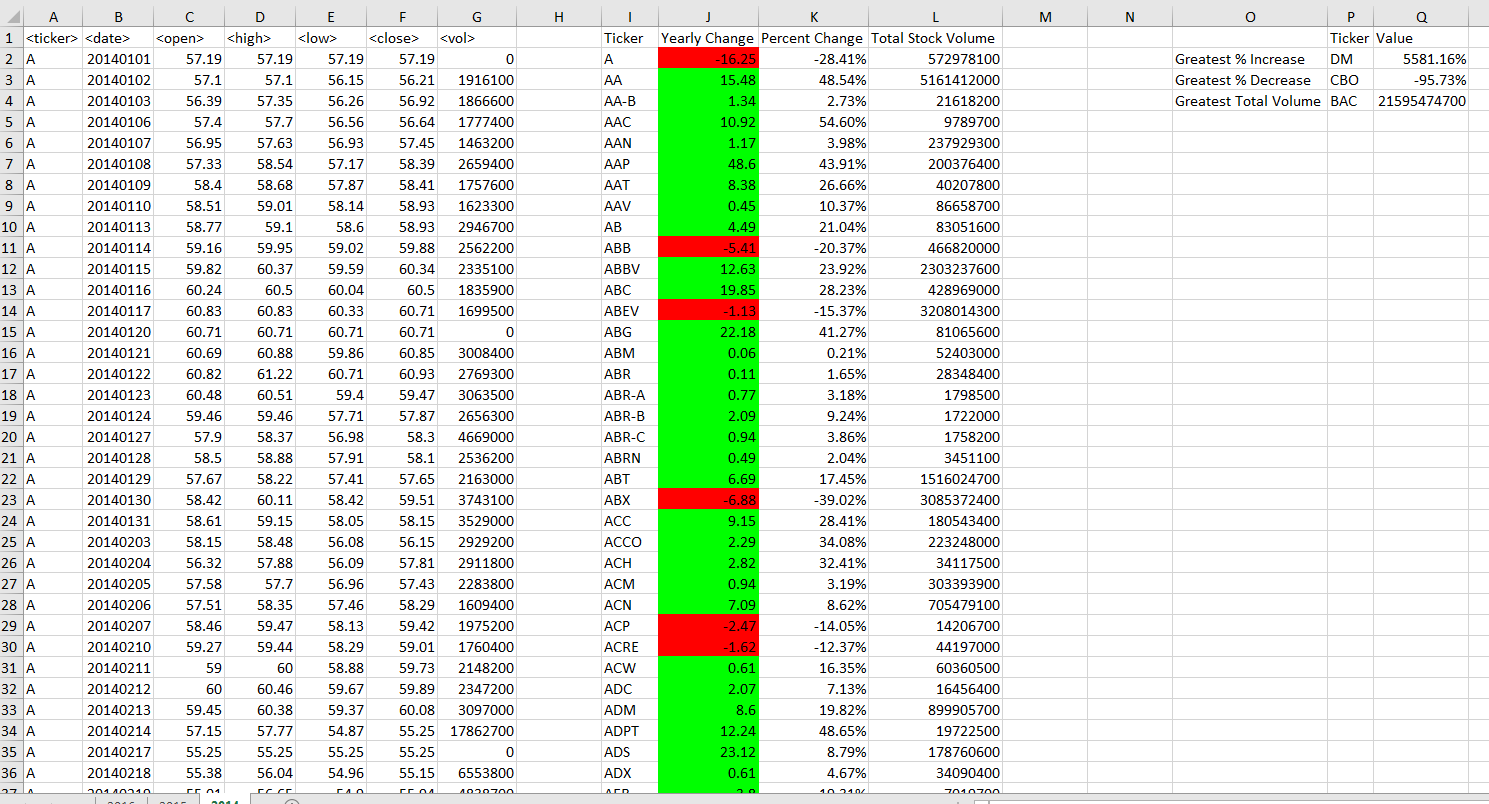 A B C D E F G H I J K L M N O P Q
1 <ticker> <date> <open> <high> <low> <close> <vol> Ticker Yearly Change Percent Change Total Stock Volume Ticker Value
2 A 20140101 57.19 57.19 57.19 57.19 0 A -16.25 -28.41% 572978100 Greatest % Increase DM 5581.16%
3 A 20140102 57.1 57.1 56.15 56.21 1916100 AA 15.48 48.54% 5161412000 Greatest % Decrease CBO -95.73%
4 A 20140103 56.39 57.35 56.26 56.92 1866600 AA-B 1.34 2.73% 21618200 Greatest Total Volume BAC 21595474700
5 A 20140106 57.4 57.7 56.56 56.64 1777400 AAC 10.92 54.60% 9789700
6 A 20140107 56.95 57.63 56.93 57.45 1463200 AAN 1.17 3.98% 237929300
7 A 20140108 57.33 58.54 57.17 58.39 2659400 AAP 48.6 43.91% 200376400
8 A 20140109 58.4 58.68 57.87 58.41 1757600 AAT 8.38 26.66% 40207800
9 A 20140110 58.51 59.01 58.14 58.93 1623300 AAV 0.45 10.37% 86658700
10 A 20140113 58.77 59.1 58.6 58.93 2946700 AB 4.49 21.04% 83051600
11 A 20140114 59.16 59.95 59.02 59.88 2562200 ABB -5.41 -20.37% 466820000
12 A 20140115 59.82 60.37 59.59 60.34 2335100 ABBV 12.63 23.92% 2303237600
13 A 20140116 60.24 60.5 60.04 60.5 1835900 ABC 19.85 28.23% 428969000
14 A 20140117 60.83 60.83 60.33 60.71 1699500 ABEV -1.13 -15.37% 3208014300
15 A 20140120 60.71 60.71 60.71 60.71 0 ABG 22.18 41.27% 81065600
16 A 20140121 60.69 60.88 59.86 60.85 3008400 ABM 0.06 0.21% 52403000
17 A 20140122 60.82 61.22 60.71 60.93 2769300 ABR 0.11 1.65% 28348400
18 A 20140123 60.48 60.51 59.4 59.47 3063500 ABR-A 0.77 3.18% 1798500
19 A 20140124 59.46 59.46 57.71 57.87 2656300 ABR-B 2.09 9.24% 1722000
20 A 20140127 57.9 58.37 56.98 58.3 4669000 ABR-C 0.94 3.86% 1758200
21 A 20140128 58.5 58.88 57.91 58.1 2536200 ABRN 0.49 2.04% 3451100
22 A 20140129 57.67 58.22 57.41 57.65 2163000 ABT 6.69 17.45% 1516024700
23 A 20140130 58.42 60.11 58.42 59.51 3743100 ABX -6.88 -39.02% 3085372400
24 A 20140131 58.61 59.15 58.05 58.15 3529000 ACC 9.15 28.41% 180543400
25 A 20140203 58.15 58.48 56.08 56.15 2929200 ACCO 2.29 34.08% 223248000
26 A 20140204 56.32 57.88 56.09 57.81 2911800 ACH 2.82 32.41% 34117500
27 A 20140205 57.58 57.7 56.96 57.43 2283800 ACM 0.94 3.19% 303393900
28 A 20140206 57.51 58.35 57.46 58.29 1609400 ACN 7.09 8.62% 705479100
29 A 20140207 58.46 59.47 58.13 59.42 1975200 ACP -2.47 -14.05% 14206700
30 A 20140210 59.27 59.44 58.29 59.01 1760400 ACRE -1.62 -12.37% 44197000
31 A 20140211 59 60 58.88 59.73 2148200 ACW 0.61 16.35% 60360500
32 A 20140212 60 60.46 59.67 59.89 2347200 ADC 2.07 7.13% 16456400
33 A 20140213 59.45 60.38 59.37 60.08 3097000 ADM 8.6 19.82% 899905700
34 A 20140214 57.15 57.77 54.87 55.25 17862700 ADPT 12.24 48.65% 19722500
35 A 20140217 55.25 55.25 55.25 55.25 0 ADS 23.12 8.79% 178760600
36 A 20140218 55.38 56.04 54.96 55.15 6553800 ADX 0.61 4.67% 34090400